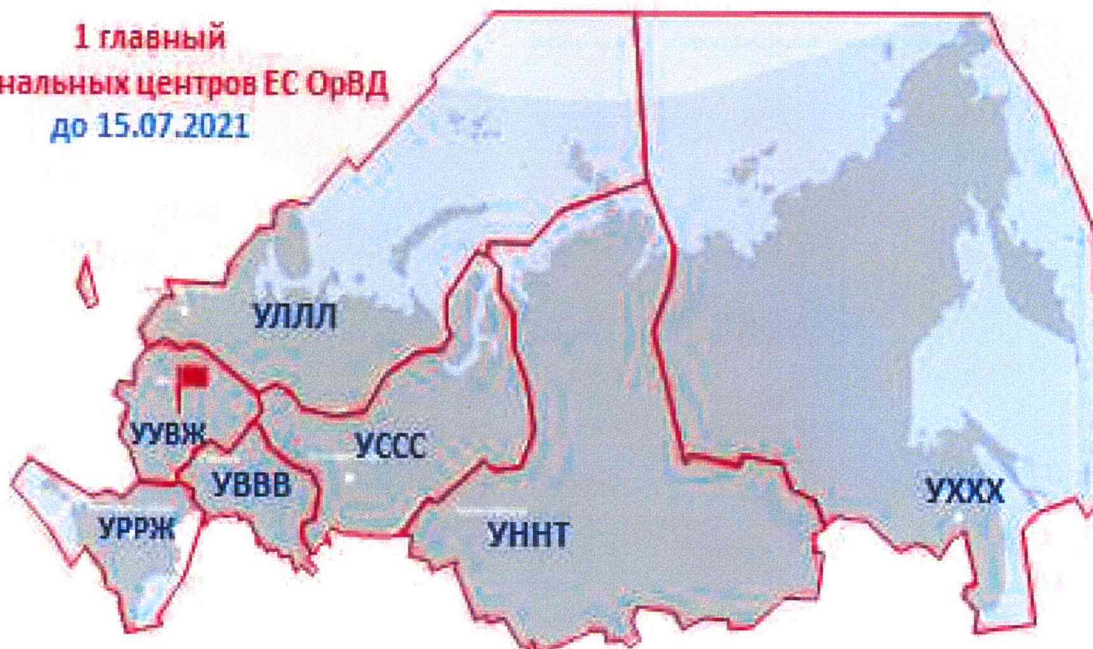 1 главный
нальных центров ЕС ОрВД
до 15.07.2021
УЛЛЛ
УУВЖ
УССС
УВВВ
УХХХ
УРРЖ
УННТ